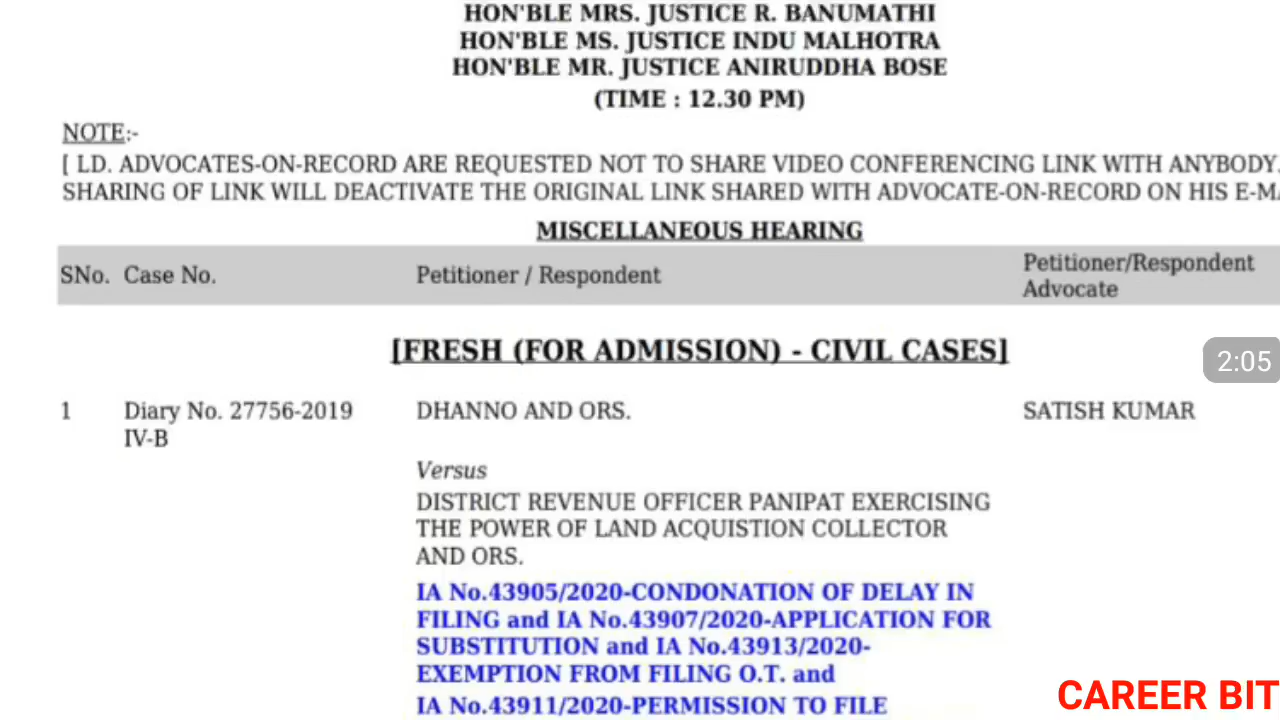 HON'BLE MRS. JUSTICE R. BANUMATHI
HON'BLE MS. JUSTICE INDU MALHOTRA
HON'BLE MR. JUSTICE ANIRUDDHA BOSE
(TIME : 12.30 PM)
NOTE:-
[ LD. ADVOCATES-ON-RECORD ARE REQUESTED NOT TO SHARE VIDEO CONFERENCING LINK WITH ANYBODY.
SHARING OF LINK WILL DEACTIVATE THE ORIGINAL LINK SHARED WITH ADVOCATE-ON-RECORD ON HIS
MISCELLANEOUS HEARING
SNo. Case No. Petitioner / Respondent Petitioner/Respondent
Advocate
[FRESH (FOR ADMISSION) - CIVIL CASES]
2:05
1 Diary No. 27756-2019 DHANNO AND ORS. SATISH KUMAR
IV-B
Versus
DISTRICT REVENUE OFFICER PANIPAT EXERCISING
THE POWER OF LAND ACQUISTION COLLECTOR
AND ORS.
IA No.43905/2020-CONDONATION OF DELAY IN
FILING and IA No.43907/2020-APPLICATION FOR
SUBSTITUTION and IA No.43913/2020-
EXEMPTION FROM FILING O.T. and
IA No.43911/2020-PERMISSION TO FILE
CAREER BIT